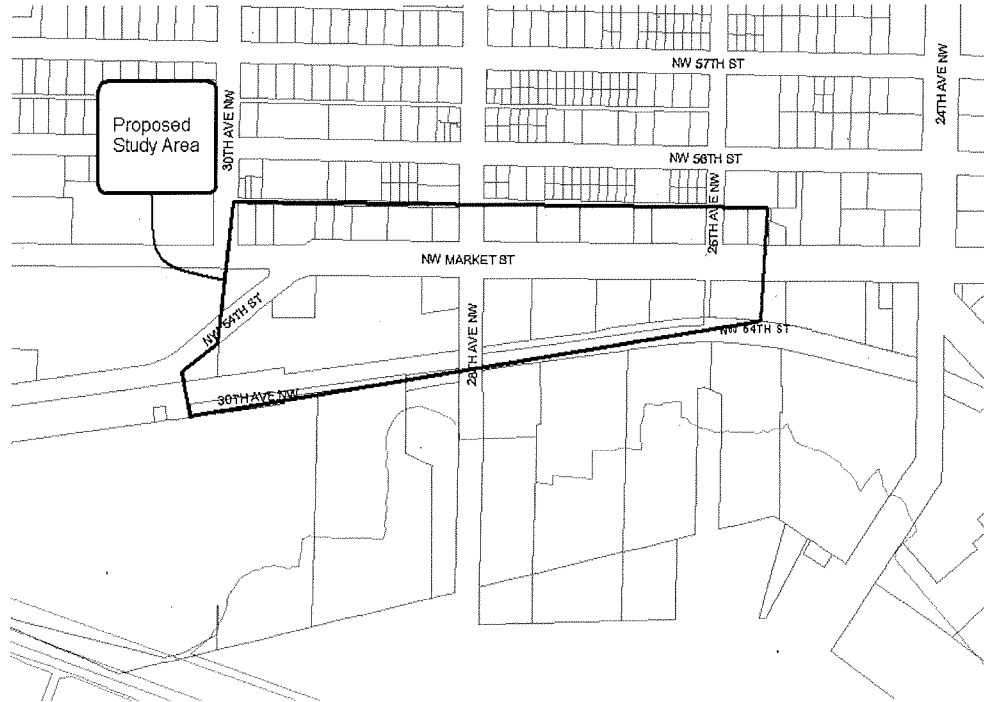 NW 57TH ST
24TH AVE NW
30TH AVE NW
Proposed
Study Area
NW 56TH ST
26TH AVE NW
NW MARKET ST
NW 54TH ST
28TH AVE NW
NW 54TH ST
30TH AVE NW